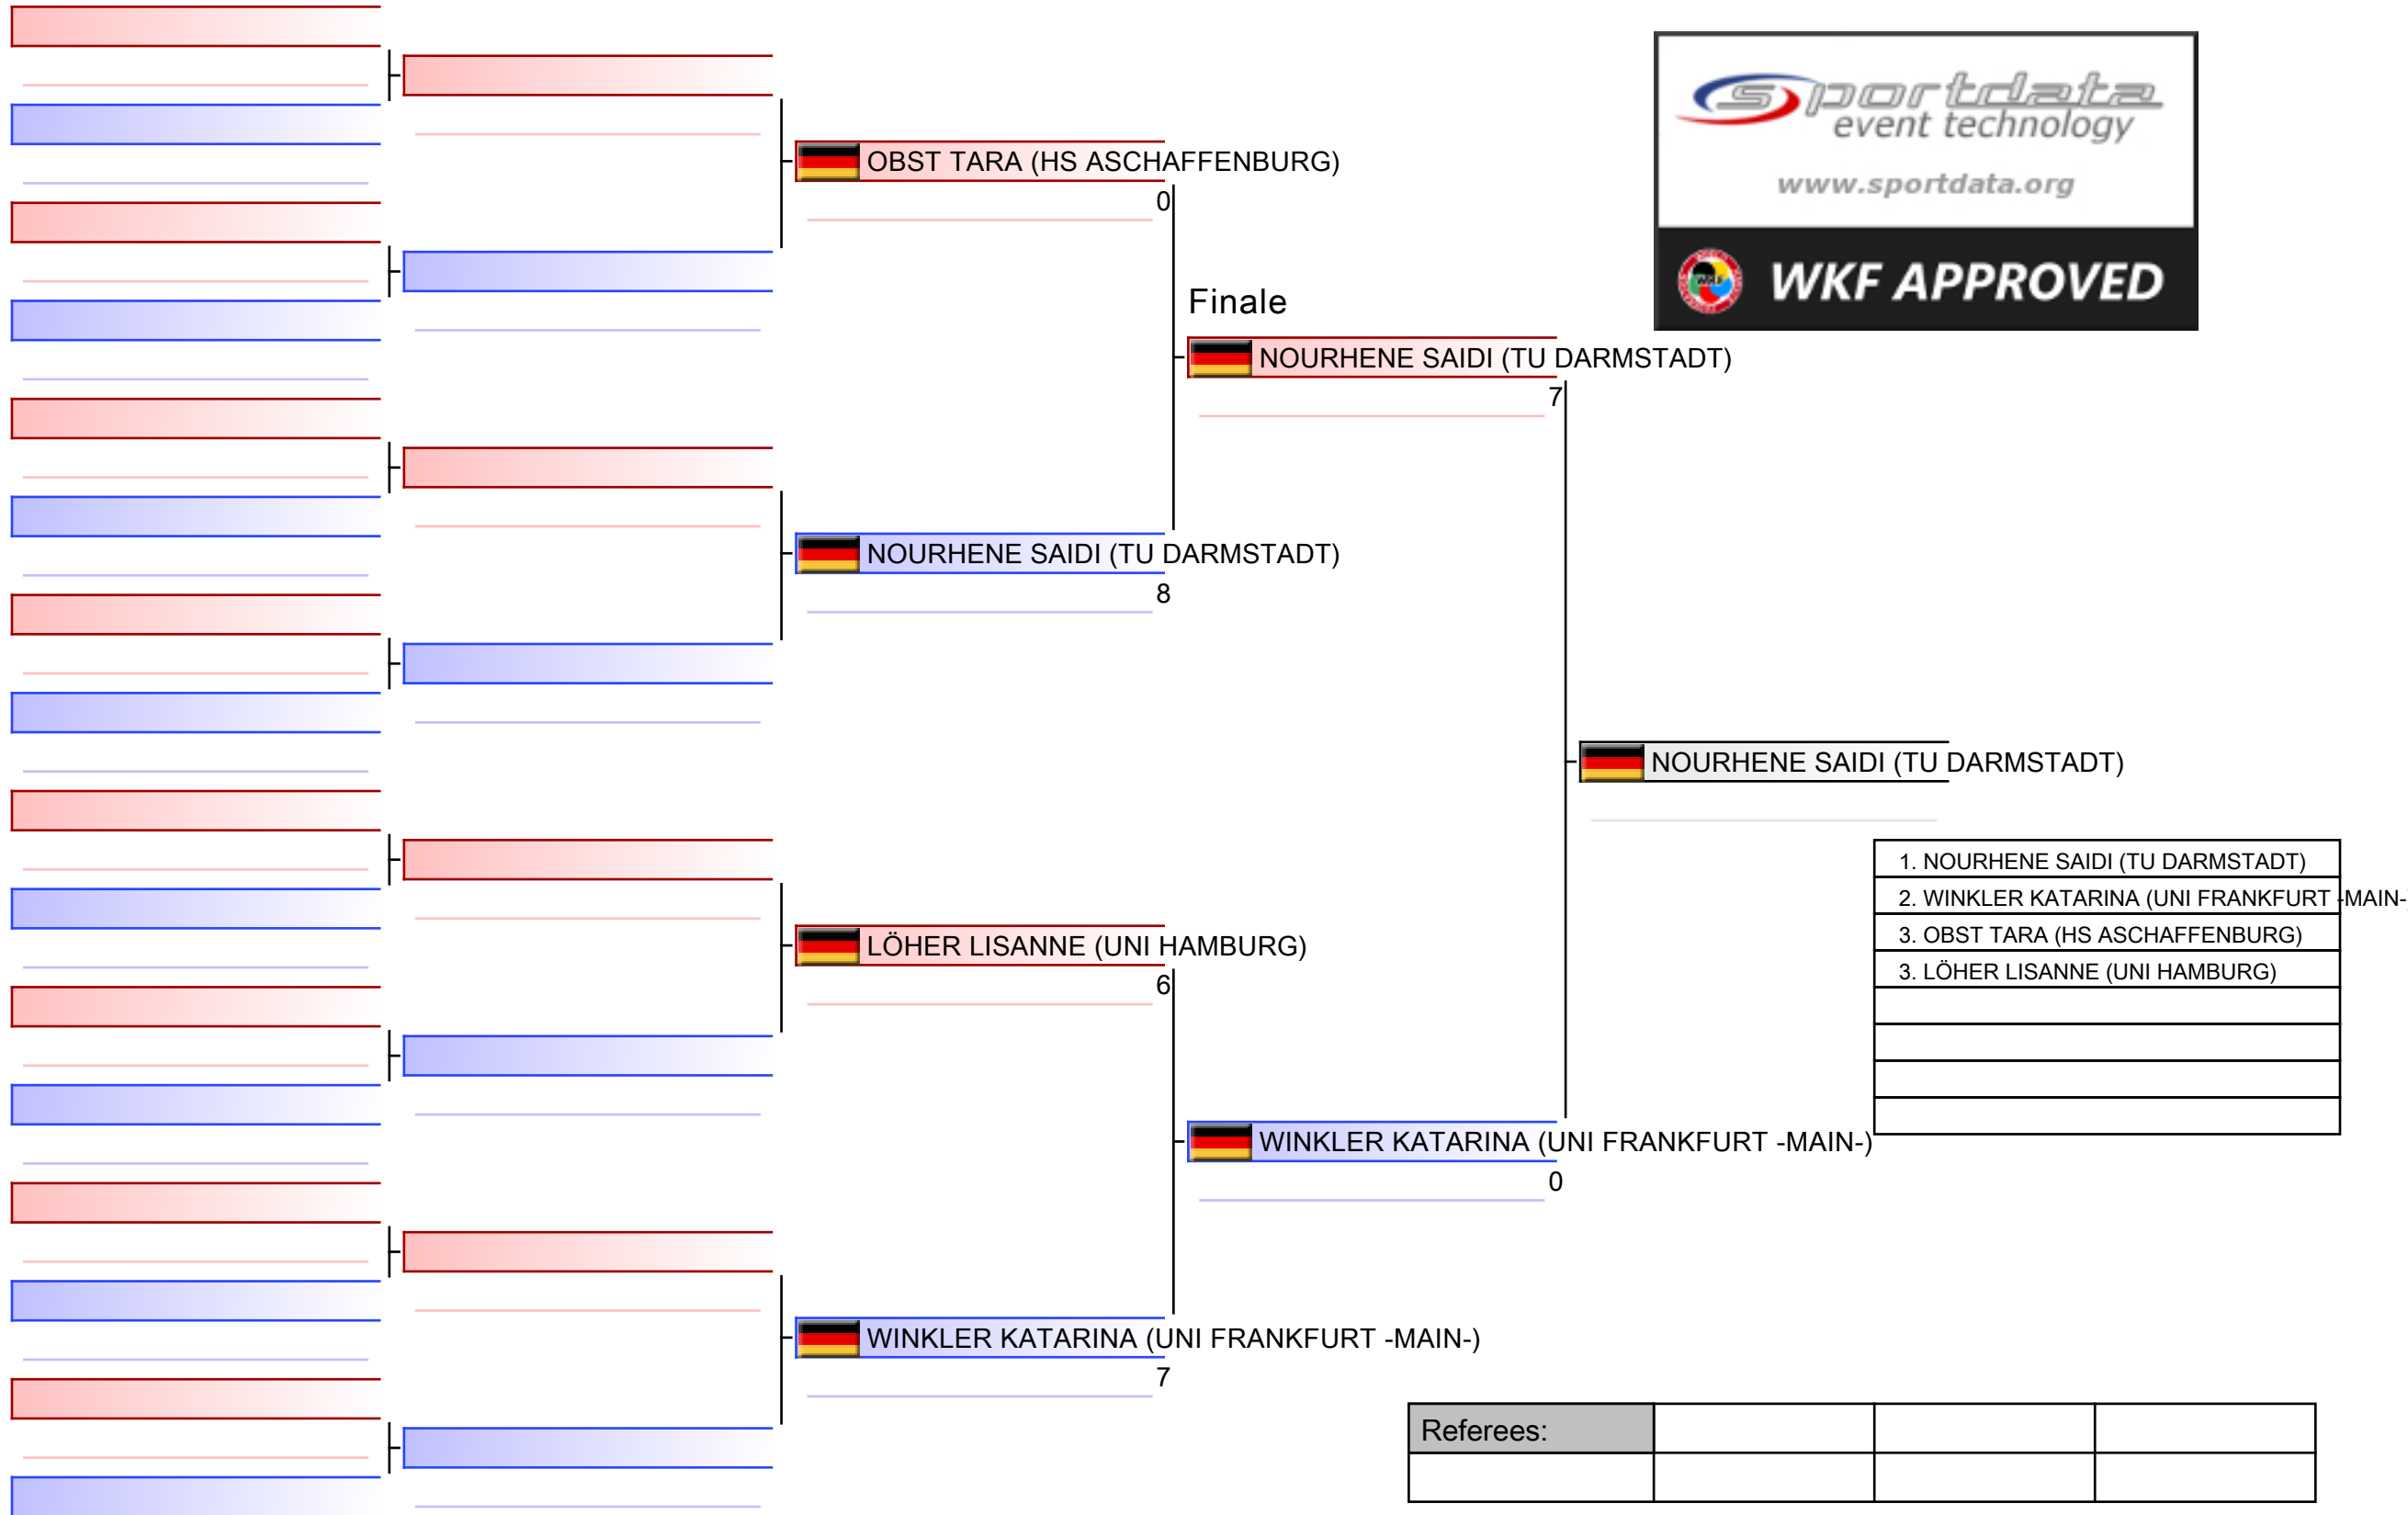 sportdata
event technology
www.sportdata.org
WKF
WKF APPROVED
OBST TARA (HS ASCHAFFENBURG)
0
Finale
NOURHENE SAIDI (TU DARMSTADT)
7
NOURHENE SAIDI (TU DARMSTADT)
8
NOURHENE SAIDI (TU DARMSTADT)
1. NOURHENE SAIDI (TU DARMSTADT)
2. WINKLER KATARINA (UNI FRANKFURT -MAIN-)
3. OBST TARA (HS ASCHAFFENBURG)
3. LÖHER LISANNE (UNI HAMBURG)
LÖHER LISANNE (UNI HAMBURG)
6
WINKLER KATARINA (UNI FRANKFURT -MAIN-)
0
WINKLER KATARINA (UNI FRANKFURT -MAIN-)
7
Referees: